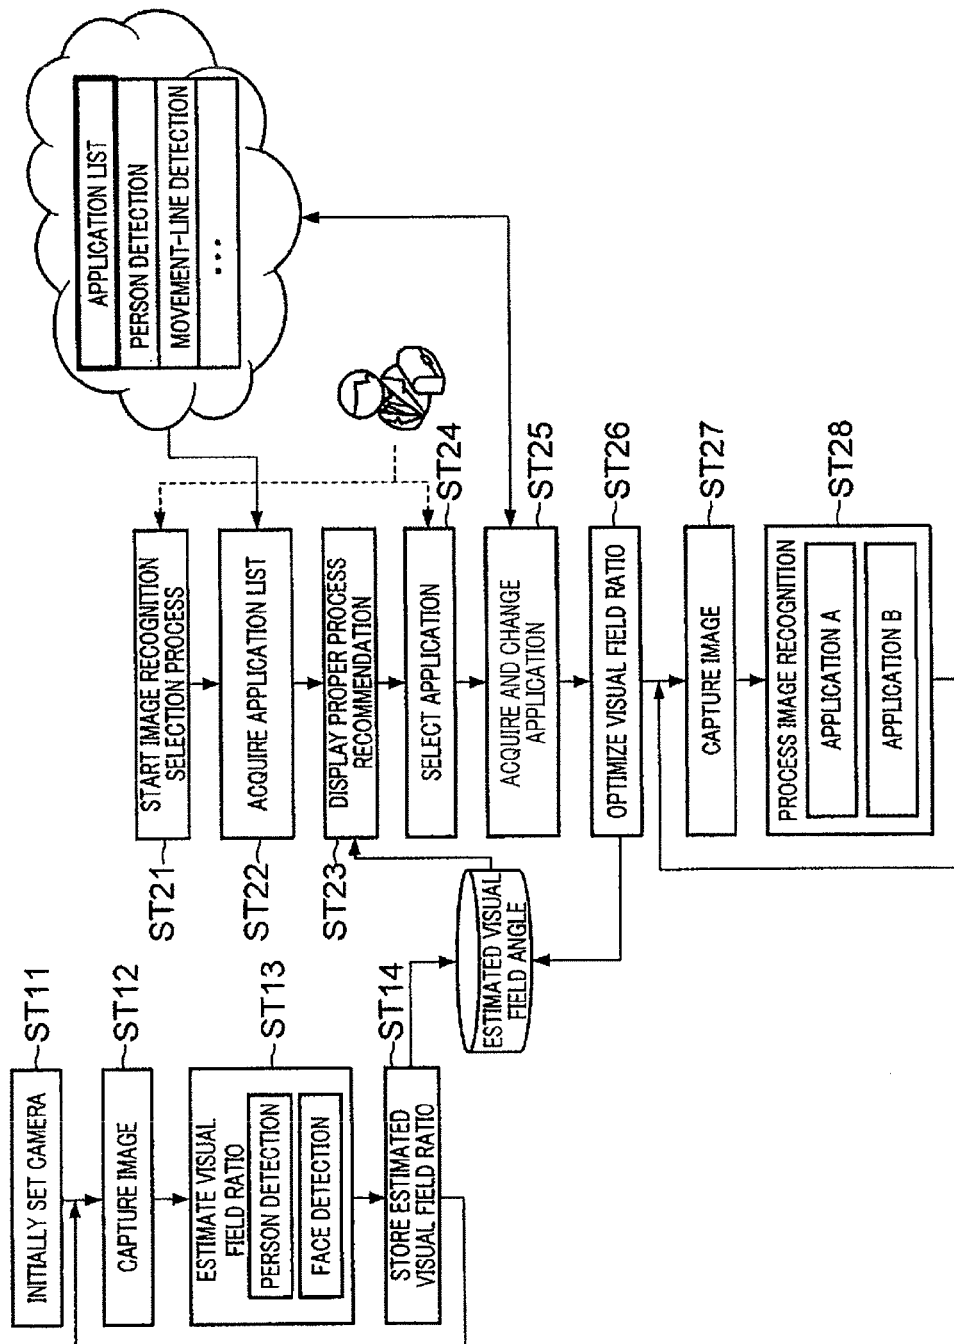 INITIALLY SET CAMERA
ST11
CAPTURE IMAGE
ST12
ESTIMATE VISUAL
FIELD RATIO
PERSON DETECTION
FACE DETECTION
ST13
STORE ESTIMATED
VISUAL FIELD RATIO
ST14
ESTIMATED VISUAL
FIELD ANGLE
START IMAGE RECOGNITION
SELECTION PROCESS
ST21
ACQUIRE APPLICATION LIST
ST22
DISPLAY PROPER PROCESS
RECOMMENDATION
ST23
SELECT APPLICATION
ST24
ACQUIRE AND CHANGE
APPLICATION
ST25
OPTIMIZE VISUAL FIELD RATIO
ST26
CAPTURE IMAGE
ST27
PROCESS IMAGE RECOGNITION
APPLICATION A
APPLICATION B
ST28
APPLICATION LIST
PERSON DETECTION
MOVEMENT-LINE DETECTION
...